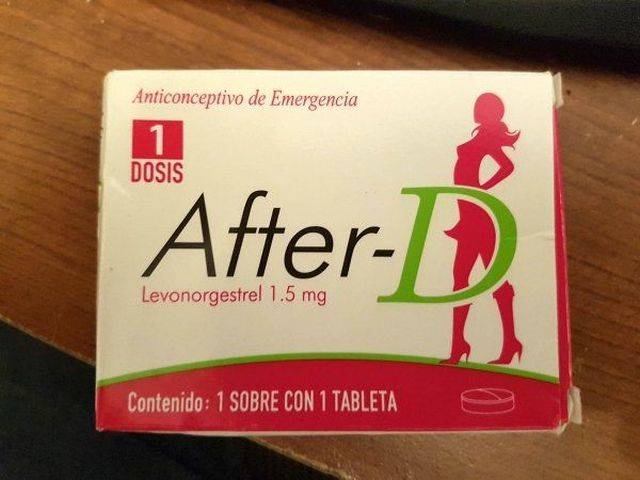 Anticonceptivo de Emergencia
1
DOSIS
After-D
Levonorgestrel 1.5 mg
Contenido: 1 SOBRE CON 1 TABLETA